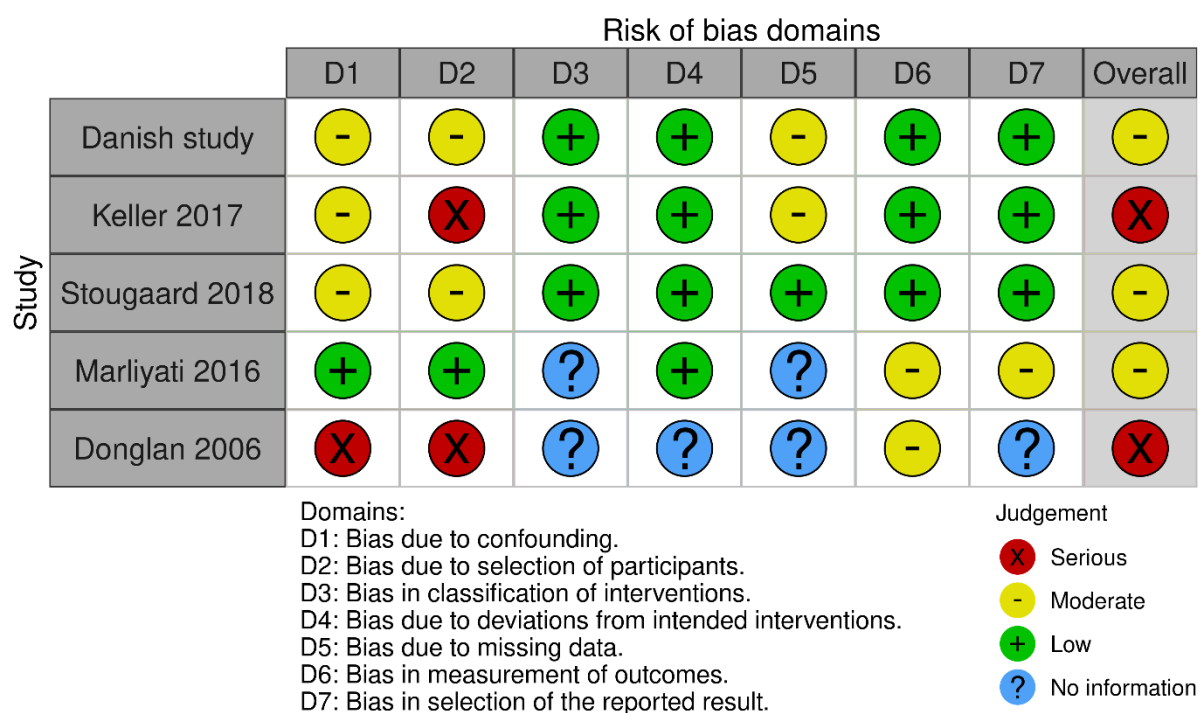 Risk of bias domains
D1 D2 D3 D4 D5 D6 D7 Overall
Study
Danish study - - + + - + + -
Keller 2017 - X + + - + + X
Stougaard 2018 - - + + + + + -
Marliyati 2016 + + ? + ? - - -
Donglan 2006 X X ? ? ? - ? X
Domains:
D1: Bias due to confounding.
D2: Bias due to selection of participants.
D3: Bias in classification of interventions.
D4: Bias due to deviations from intended interventions.
D5: Bias due to missing data.
D6: Bias in measurement of outcomes.
D7: Bias in selection of the reported result.
Judgement
X Serious
- Moderate
+ Low
? No information